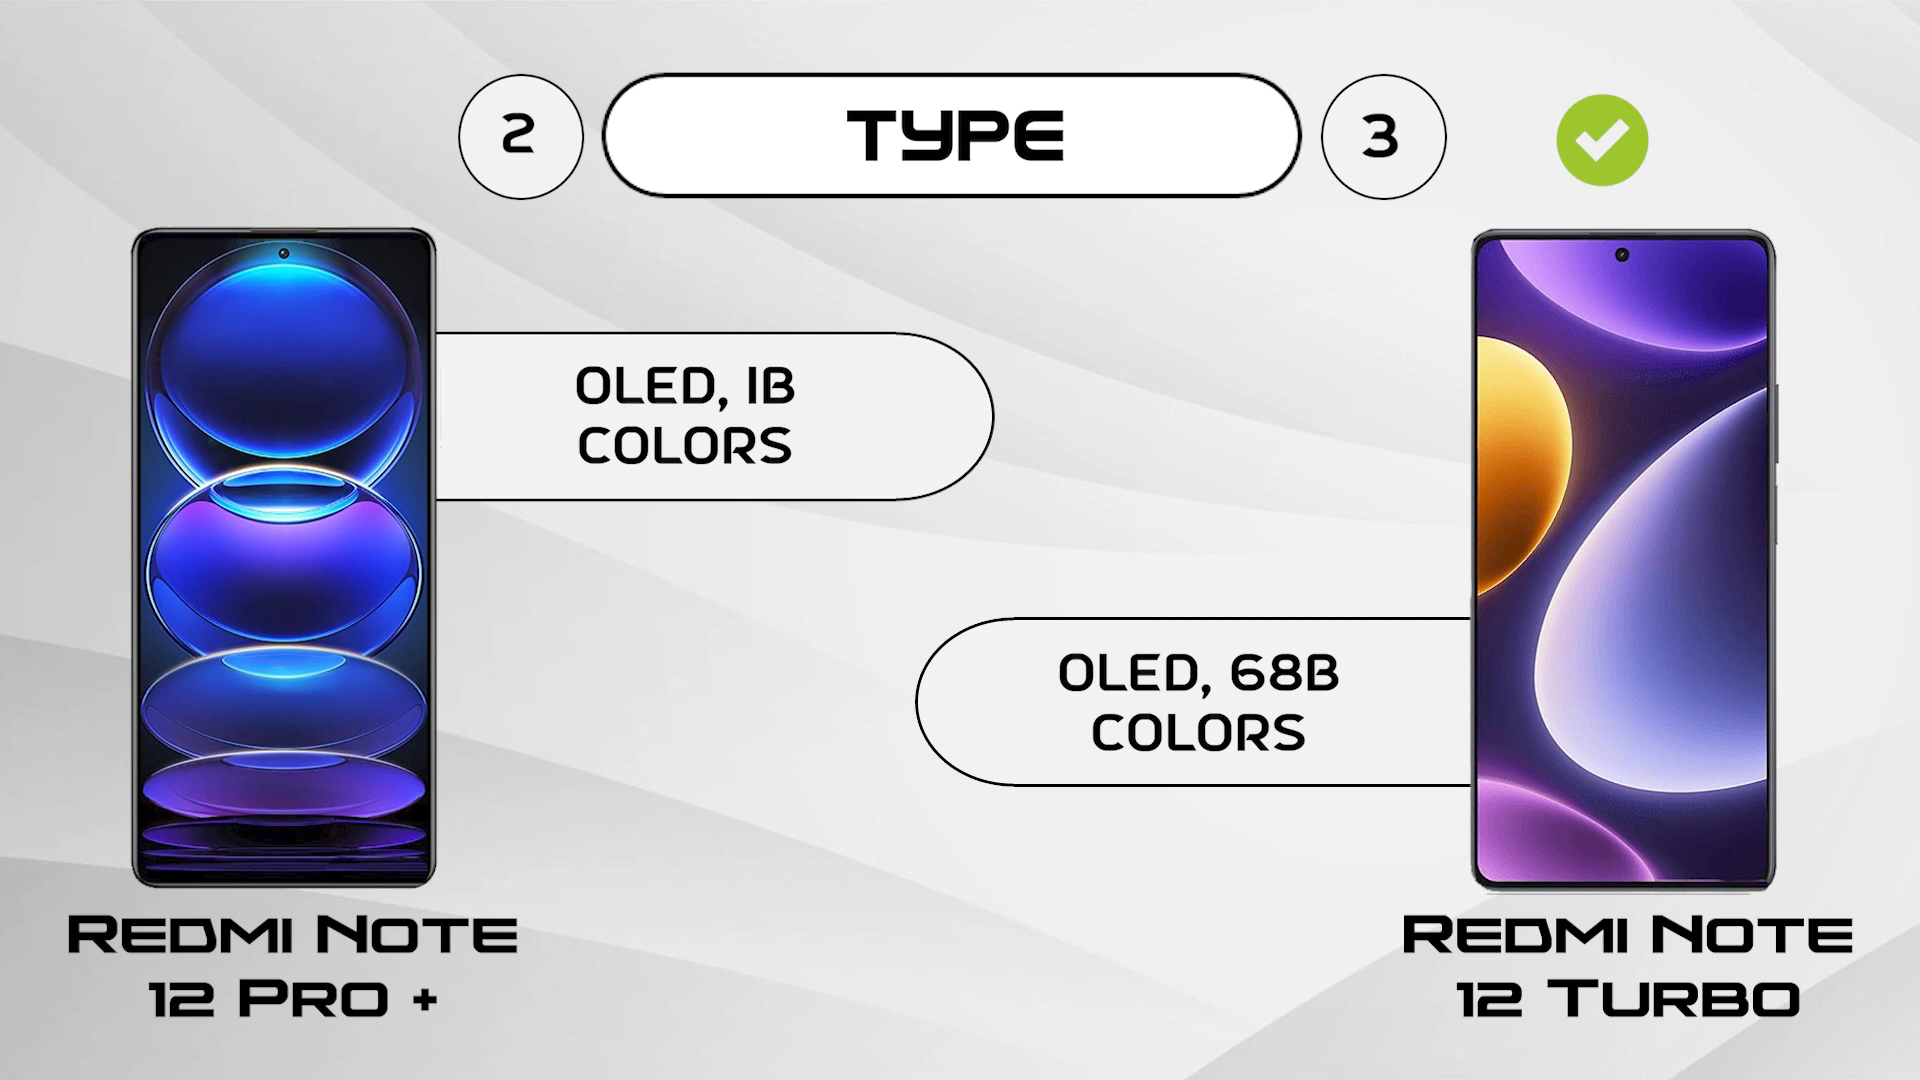 2
TYPE
3
OLED, 1B
COLORS
OLED, 68B
COLORS
REDMI NOTE
12 PRO +
REDMI NOTE
12 TURBO